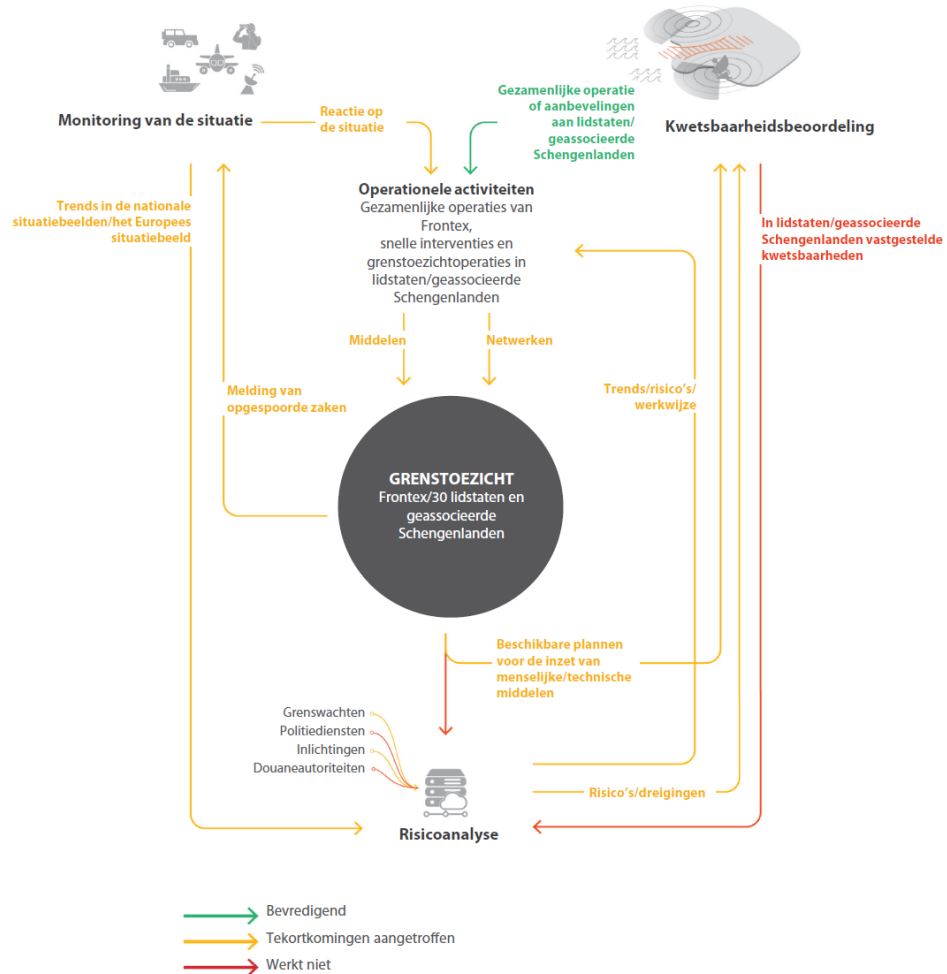 Monitoring van de situatie
Reactie op
de situatie
Gezamenlijke operatie
of aanbevelingen
aan lidstaten/
geassocieerde
Schengenlanden
Kwetsbaarheidsbeoordeling
Trends in de nationale
situatiebeelden/het Europees
situatiebeeld
Operationele activiteiten
Gezamenlijke operaties van
Frontex,
snelle interventies en
grenstoezichtoperaties in
lidstaten/geassocieerde
Schengenlanden
In lidstaten/geassocieerde
Schengenlanden vastgestelde
kwetsbaarheden
Middelen
Netwerken
Melding van
opgespoorde zaken
Trends/risico's/
werkwijze
GRENSTOEZICHT
Frontex/30 lidstaten en
geassocieerde
Schengenlanden
Beschikbare plannen
voor de inzet van
menselijke/technische
middelen
Grenswachten
Politiediensten
Inlichtingen
Douaneautoriteiten
Risico's/dreigingen
Risicoanalyse
Bevredigend
Tekortkomingen aangetroffen
Werkt niet